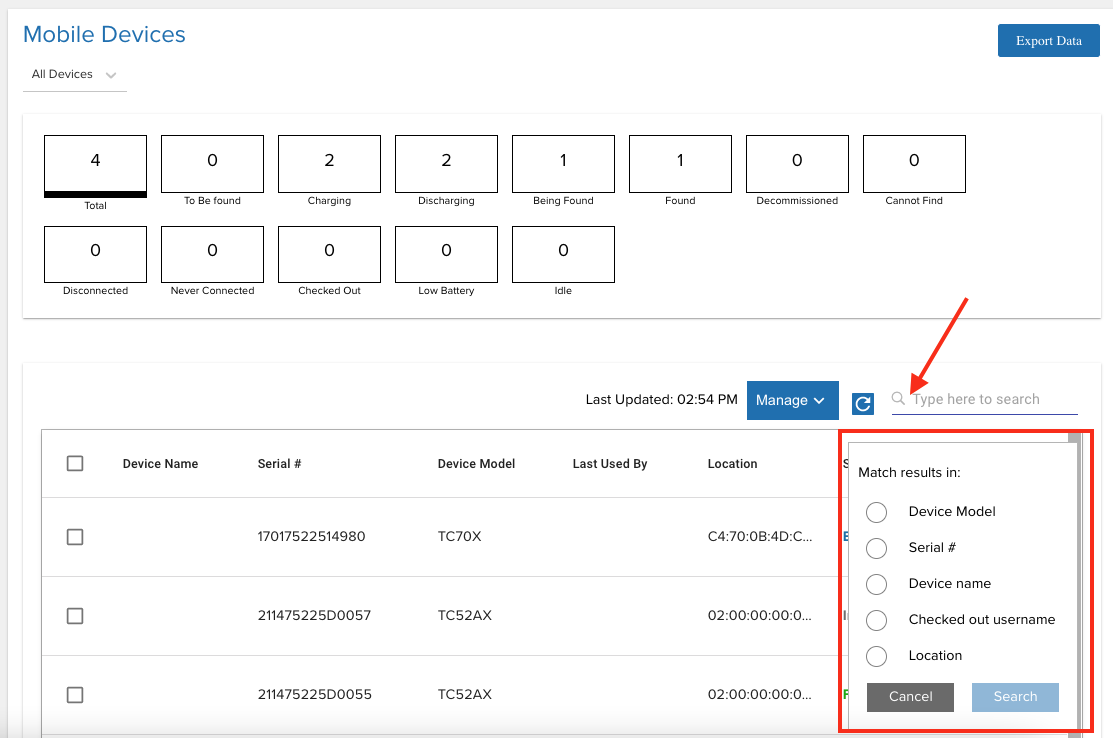 Mobile Devices
Export Data
All Devices
4 0 2 2 1 1 0 0
Total To Be found Charging Discharging Being Found Found Decommissioned Cannot Find
0 0 0 0 0
Disconnected Never Connected Checked Out Low Battery Idle
Last Updated: 02:54 PM Manage Type here to search
Device Name Serial # Device Model Last Used By Location
17017522514980 TC70X C4:70:0B:4D:C...
211475225D0057 TC52AX 02:00:00:00:0...
211475225D0055 TC52AX 02:00:00:00:0...
Match results in:
Device Model
Serial #
Device name
Checked out username
Location
Cancel Search